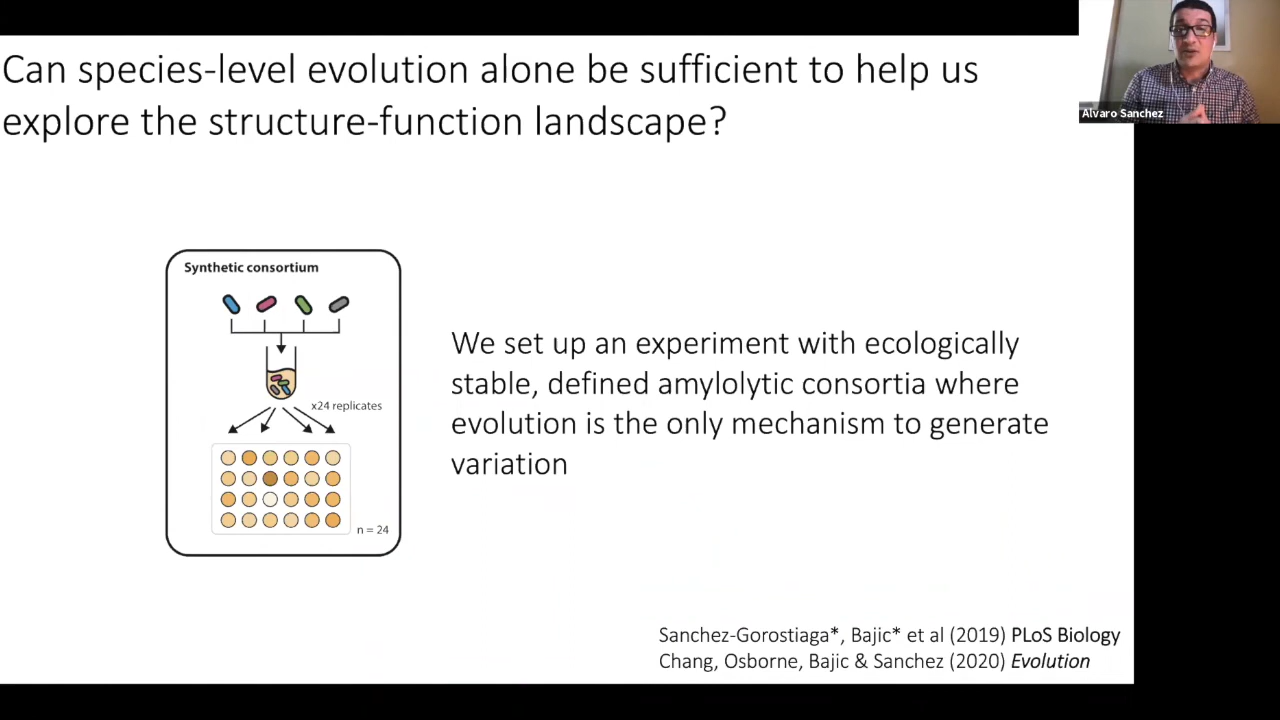 Can species-level evolution alone be sufficient to help us
explore the structure-function landscape?
Alvaro Sanchez
Synthetic consortium
x24 replicates
n = 24
We set up an experiment with ecologically
stable, defined amylolytic consortia where
evolution is the only mechanism to generate
variation
Sanchez-Gorostiaga*, Bajic* et al (2019) PLoS Biology
Chang, Osborne, Bajic & Sanchez (2020) Evolution